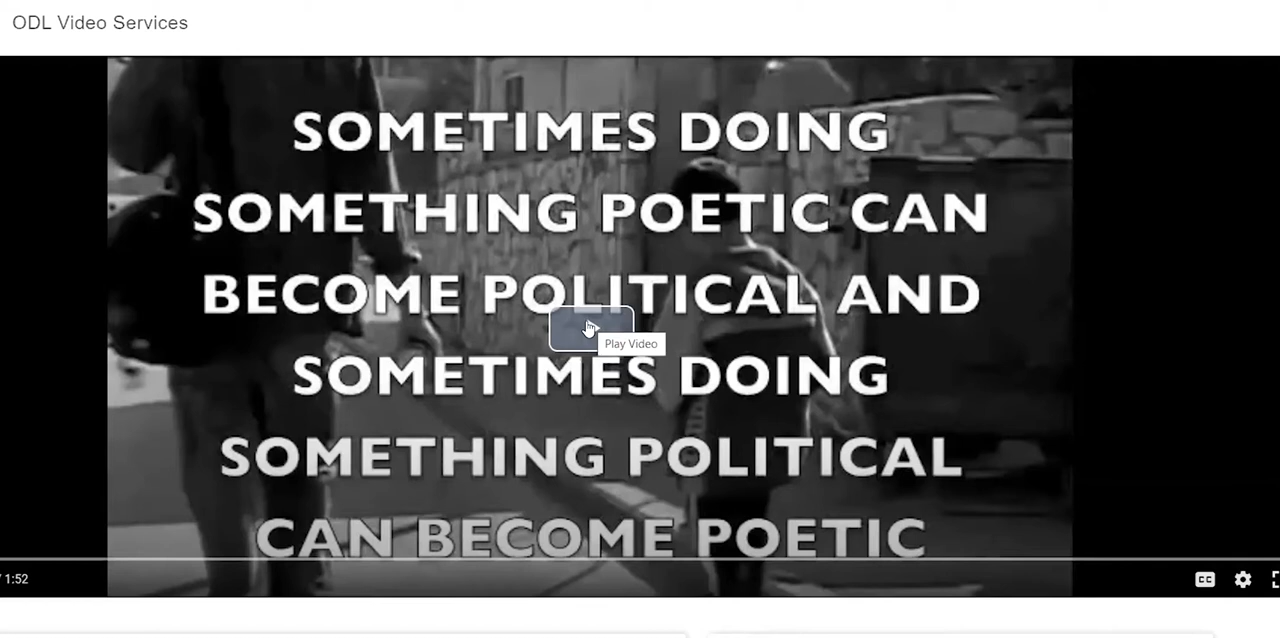 ODL Video Services
SOMETIMES DOING
SOMETHING POETIC CAN
BECOME POLITICAL AND
Play Video
SOMETIMES DOING
SOMETHING POLITICAL
CAN BECOME POETIC
/ 1:52
CC